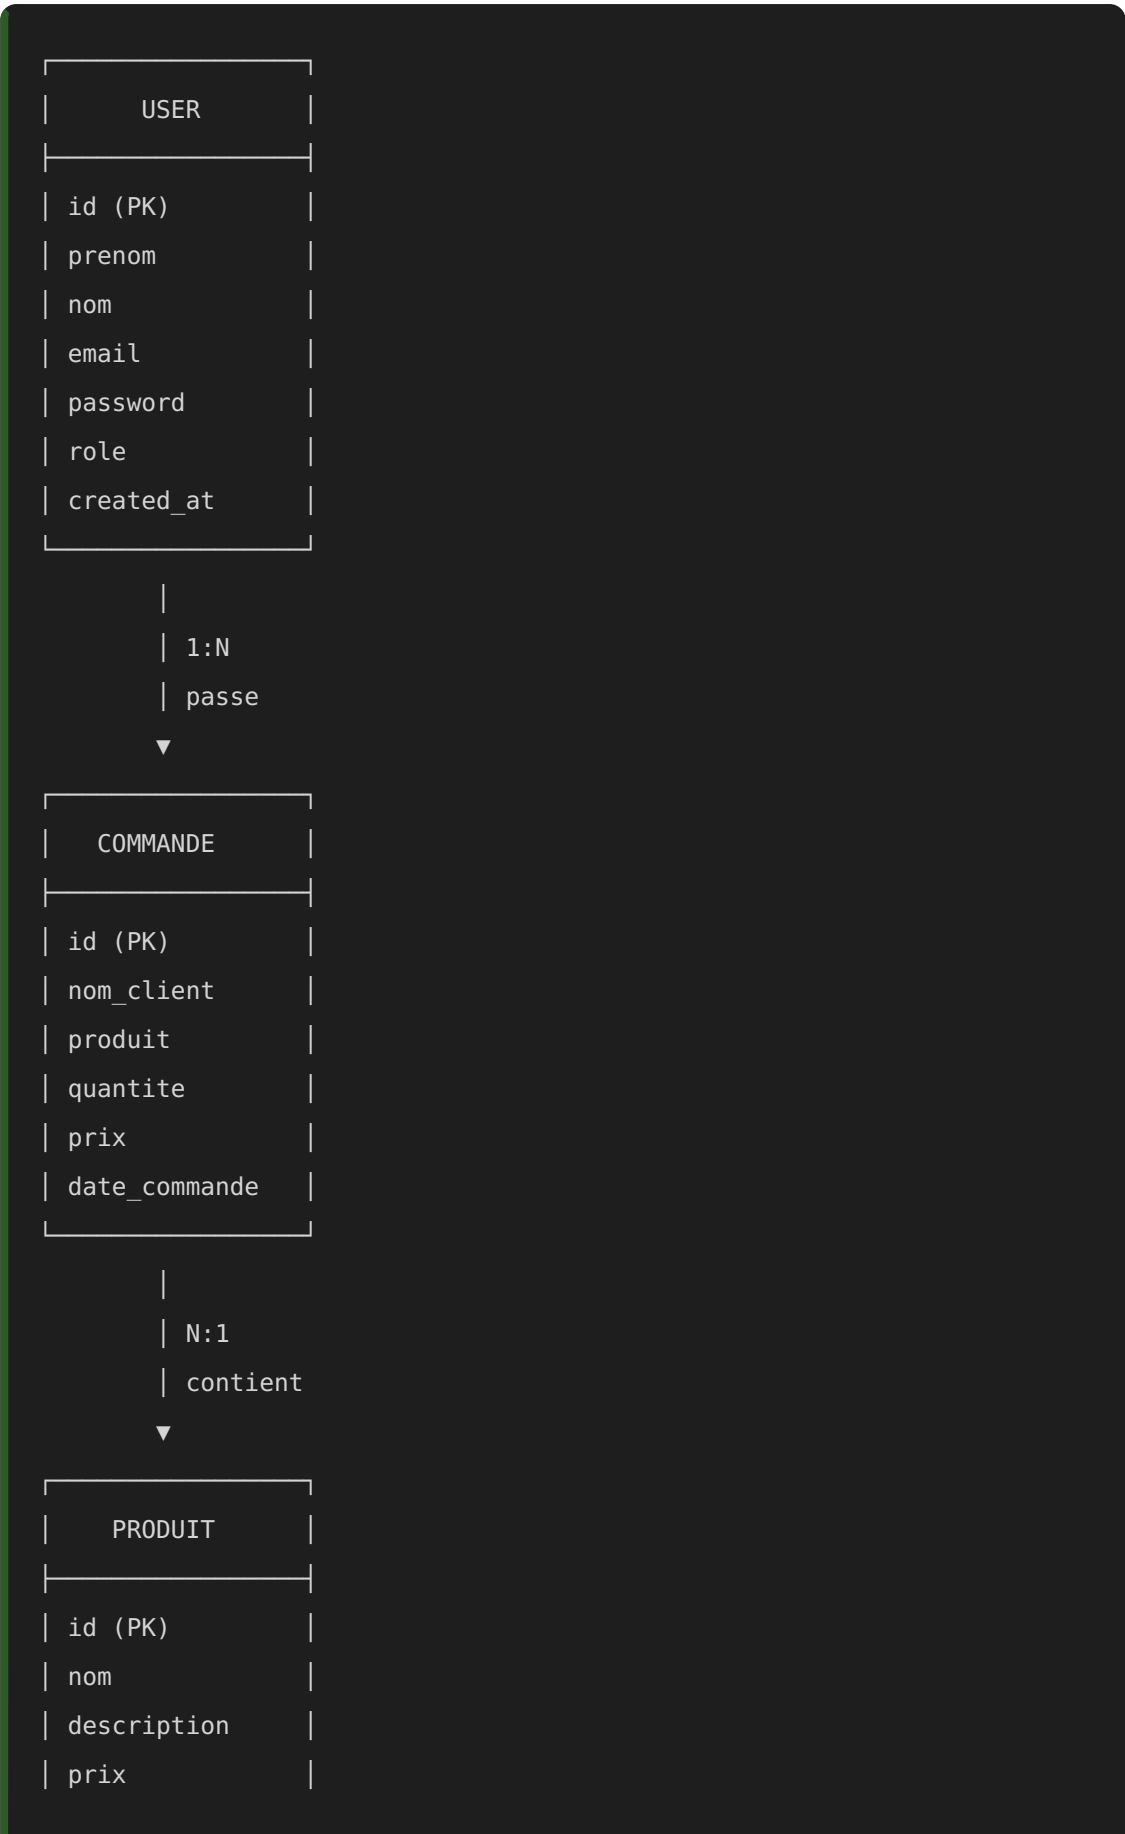 ┌──────────────────┐
│      USER       │
├──────────────────┤
│ id (PK)         │
│ prenom          │
│ nom             │
│ email           │
│ password        │
│ role            │
│ created_at      │
└──────────────────┘
        │
        │ 1:N
        │ passe
        ▼
┌──────────────────┐
│   COMMANDE      │
├──────────────────┤
│ id (PK)         │
│ nom_client      │
│ produit         │
│ quantite        │
│ prix            │
│ date_commande   │
└──────────────────┘
        │
        │ N:1
        │ contient
        ▼
┌──────────────────┐
│    PRODUIT      │
├──────────────────┤
│ id (PK)         │
│ nom             │
│ description     │
│ prix            │